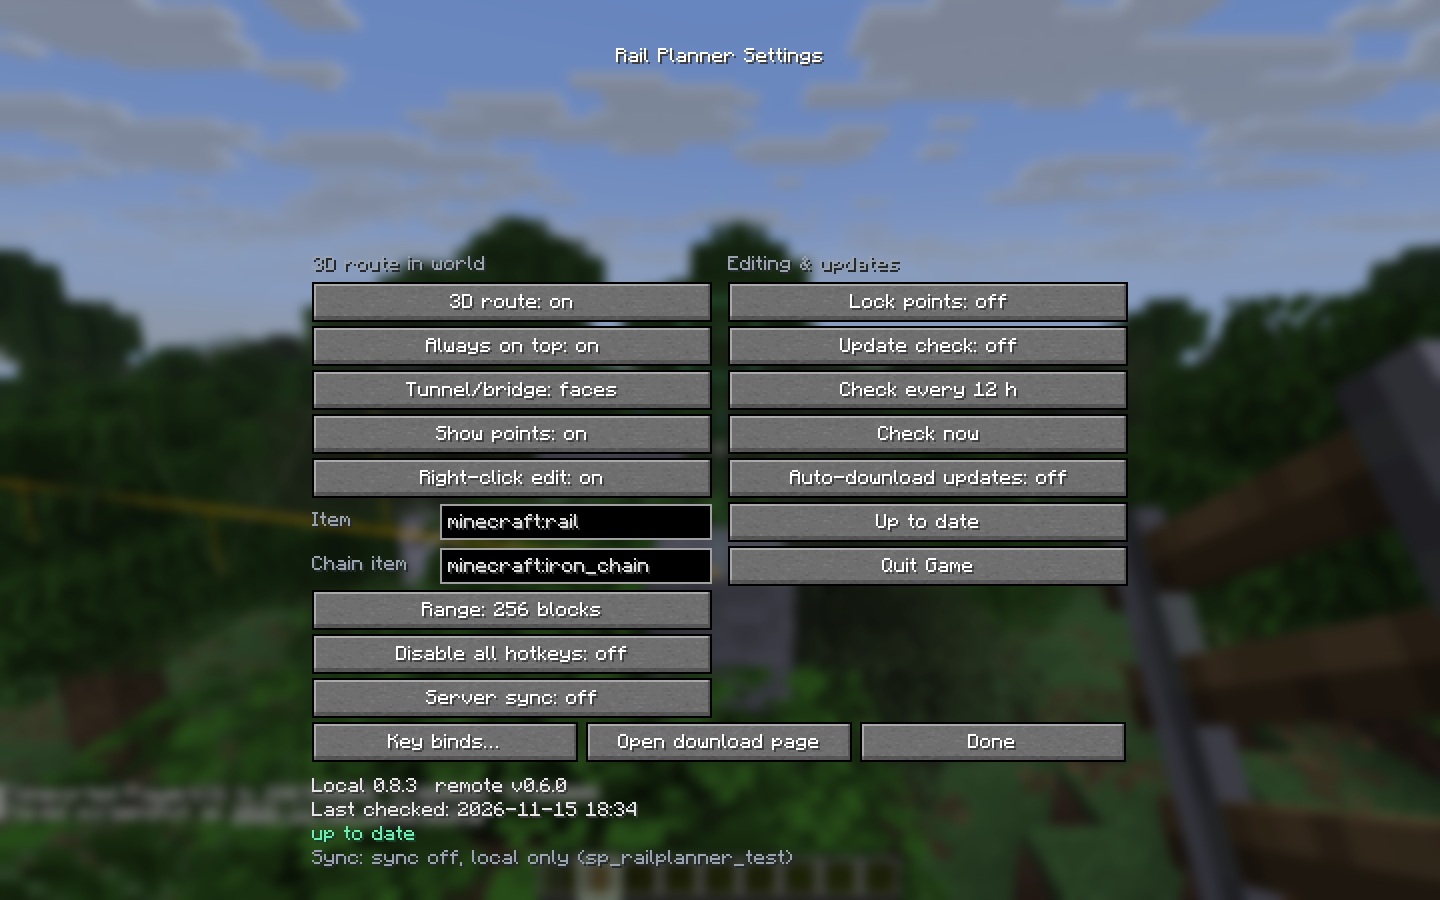 Rail Planner Settings
3D route in world
3D route: on
Always on top: on
Tunnel/bridge: faces
Show points: on
Right-click edit: on
Item
minecraft:rail
Chain item
minecraft:iron_chain
Range: 256 blocks
Disable all hotkeys: off
Server sync: off
Editing & updates
Lock points: off
Update check: off
Check every 12 h
Check now
Auto-download updates: off
Up to date
Quit Game
Key binds...
Open download page
Done
Local 0.8.3 remote v0.6.0
Last checked: 2026-11-15 18:34
up to date
Sync: sync off, local only (sp_railplanner_test)